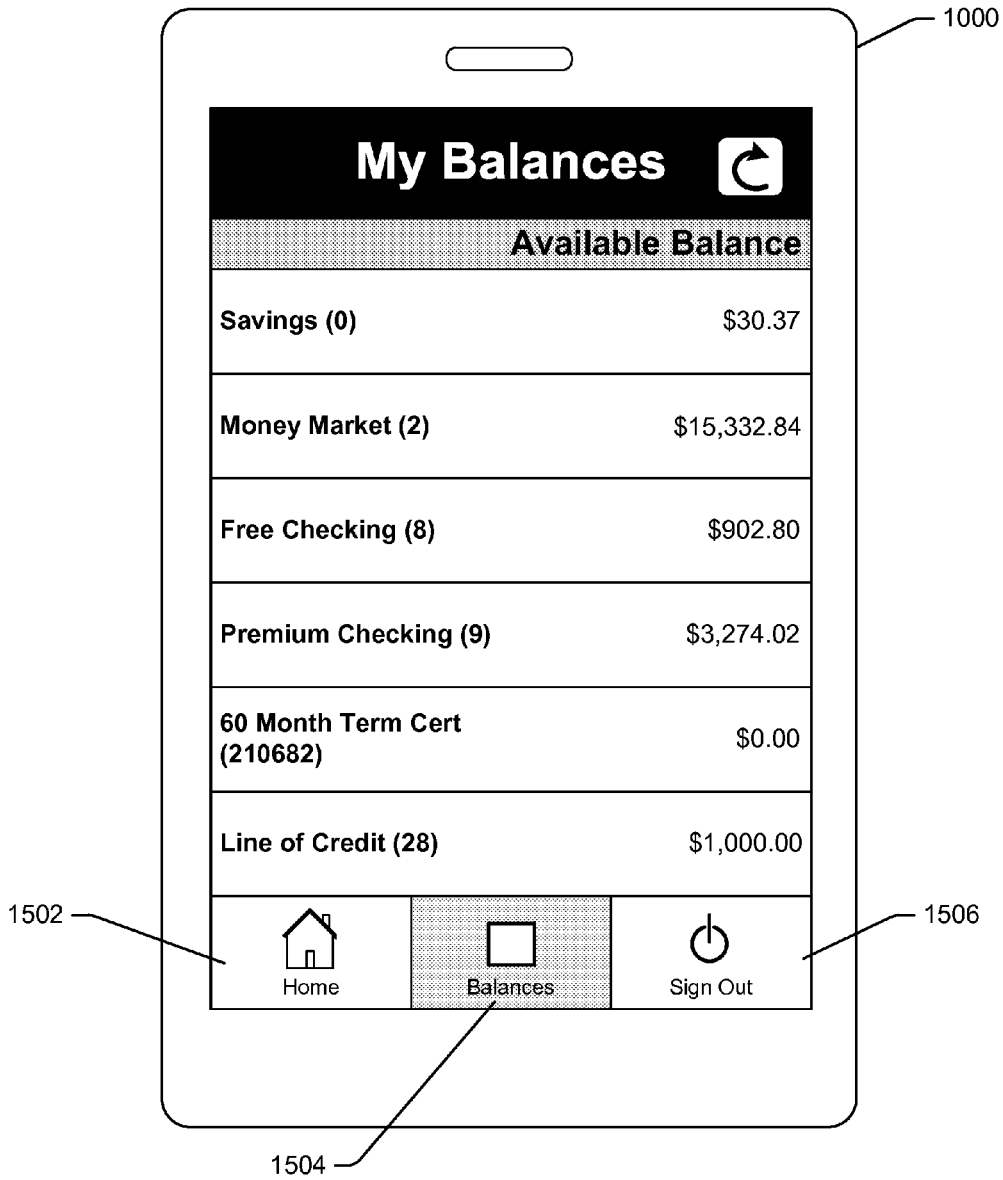 1000
My Balances
Available Balance
Savings (0) $30.37
Money Market (2) $15,332.84
Free Checking (8) $902.80
Premium Checking (9) $3,274.02
60 Month Term Cert
(210682) $0.00
Line of Credit (28) $1,000.00
1502
1506
Home Balances Sign Out
1504